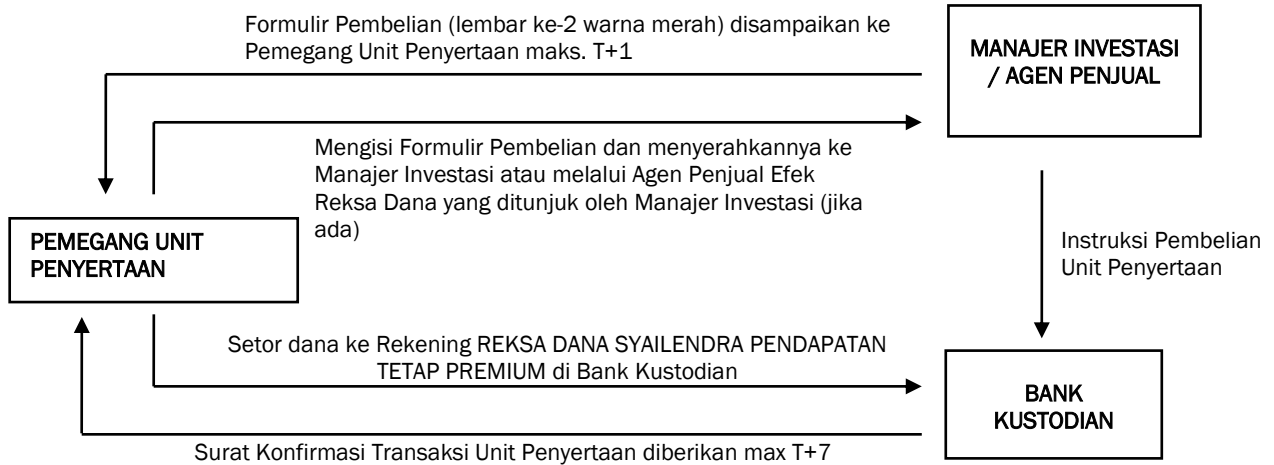 Formulir Pembelian (lembar ke-2 warna merah) disampaikan ke
Pemegang Unit Penyertaan maks. T+1
MANAJER INVESTASI
/ AGEN PENJUAL
Mengisi Formulir Pembelian dan menyerahkannya ke
Manajer Investasi atau melalui Agen Penjual Efek
Reksa Dana yang ditunjuk oleh Manajer Investasi (jika
ada)
PEMEGANG UNIT
PENYERTAAN
Instruksi Pembelian
Unit Penyertaan
Setor dana ke Rekening REKSA DANA SYAILENDRA PENDAPATAN
TETAP PREMIUM di Bank Kustodian
BANK
KUSTODIAN
Surat Konfirmasi Transaksi Unit Penyertaan diberikan max T+7